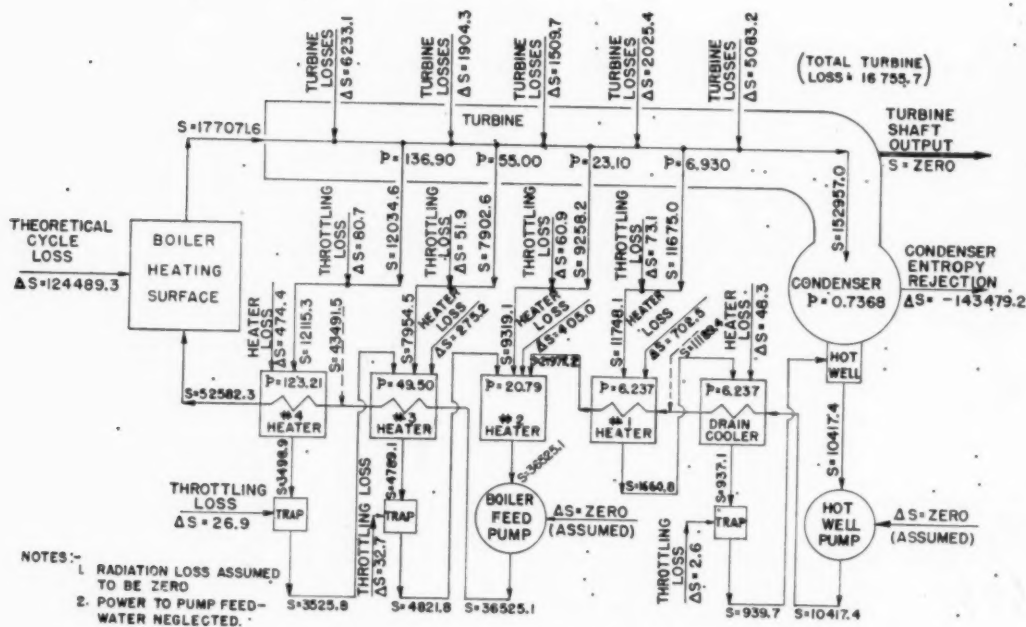 TURBINE LOSSES
ΔS=6233.1
TURBINE LOSSES
ΔS=1904.3
TURBINE LOSSES
ΔS=1509.7
TURBINE LOSSES
ΔS=2025.4
TURBINE LOSSES
ΔS=5083.2
(TOTAL TURBINE
LOSS= 16 755.7)
TURBINE
SHAFT
OUTPUT
S=ZERO
S=177071.6
TURBINE
P=136.90
P=55.00
P=23.10
P=6.930
S=152957.0
THEORETICAL
CYCLE
LOSS
ΔS=124489.3
BOILER
HEATING
SURFACE
THROTTLING
LOSS
ΔS=80.7
S=12034.6
THROTTLING
LOSS
ΔS=51.9
S=7902.6
THROTTLING
LOSS
ΔS=60.9
S=9258.2
THROTTLING
LOSS
ΔS=73.1
S=11675.0
CONDENSER
P=0.7368
CONDENSER
ENTROPY
REJECTION
ΔS= -143479.2
HEATER
LOSS
ΔS=474.4
S=12115.3
S=43491.5
S=7954.5
HEATER
LOSS
ΔS=275.2
S=9319.1
HEATER
LOSS
ΔS=405.0
S=11748.1
HEATER
LOSS
ΔS=702.5
HEATER
LOSS
ΔS=48.3
HOT
WELL
S=52582.3
P=123.21
#4
HEATER
P=49.50
#3
HEATER
P=20.79
#2
HEATER
P=6.237
#1
HEATER
P=6.237
DRAIN
COOLER
S=10417.4
S=3498.9
S=4789.1
S=36525.1
S=1660.8
S=937.1
THROTTLING
LOSS
ΔS=26.9
TRAP
THROTTLING LOSS
ΔS=32.7
TRAP
BOILER
FEED
PUMP
ΔS=ZERO
(ASSUMED)
THROTTLING
LOSS
ΔS=2.6
TRAP
HOT
WELL
PUMP
ΔS=ZERO
(ASSUMED)
S=3525.8
S=4821.8
S=36525.1
S=939.7
S=10417.4
NOTES:-
1. RADIATION LOSS ASSUMED
TO BE ZERO
2. POWER TO PUMP FEED-
WATER NEGLECTED.